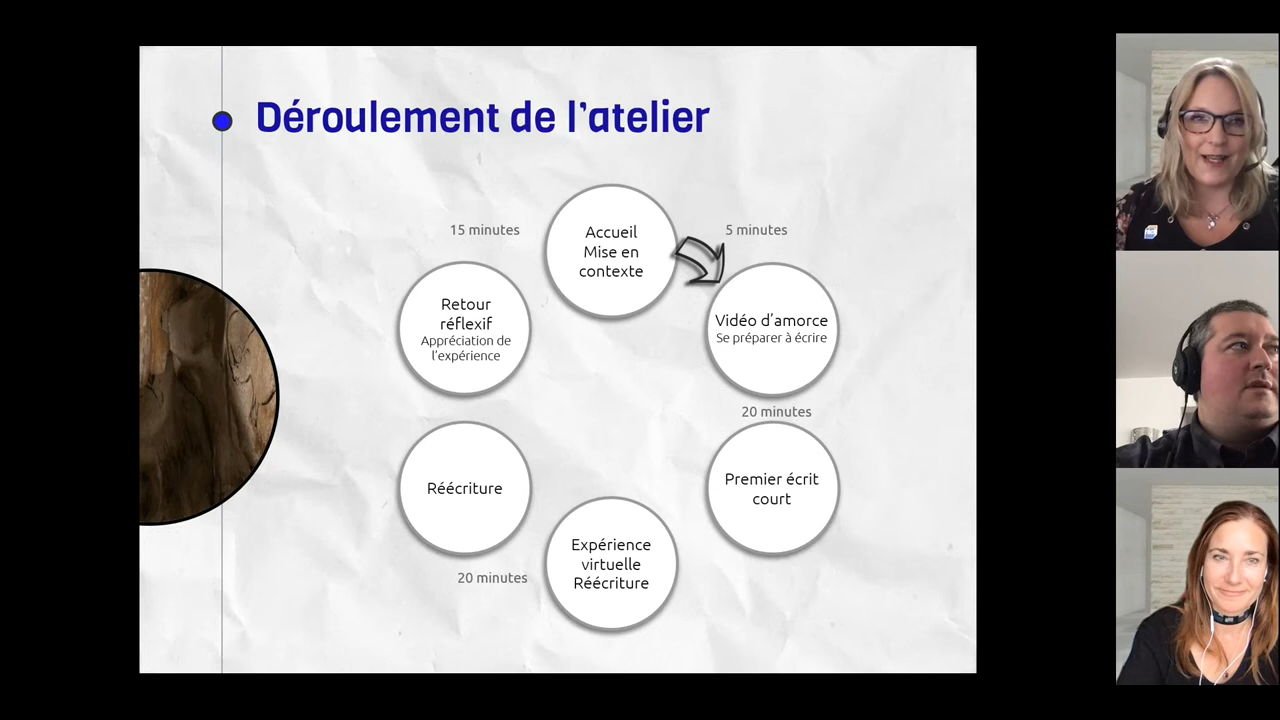 Déroulement de l’atelier
Accueil
Mise en
contexte
5 minutes
Vidéo d’amorce
Se préparer à écrire
20 minutes
Premier écrit
court
Expérience
virtuelle
Réécriture
20 minutes
Réécriture
Retour
réflexif
Appréciation de
l’expérience
15 minutes